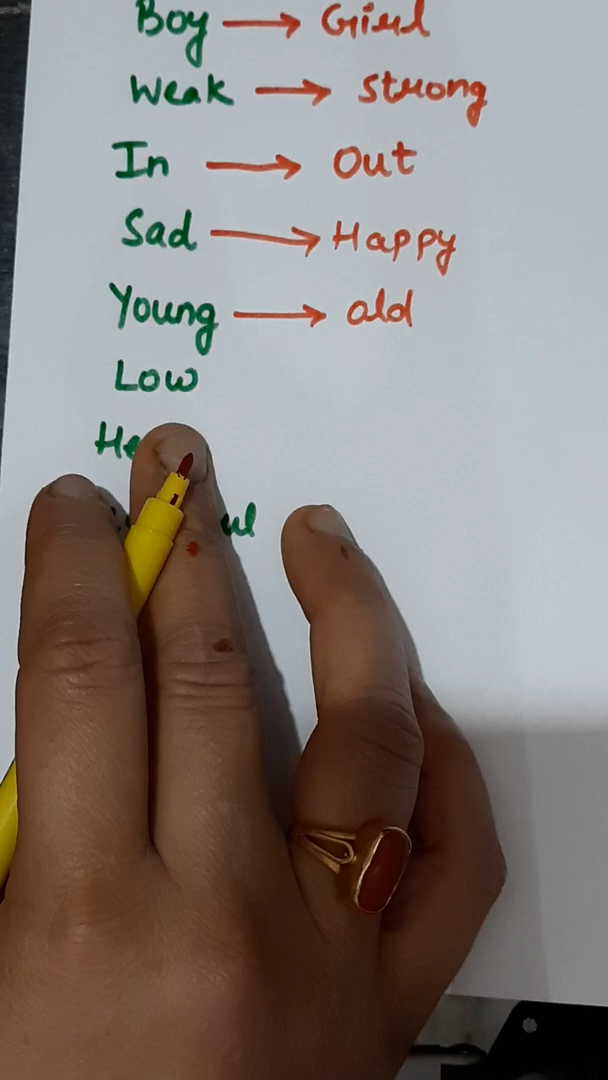 Boy → Girl
Weak → Strong
In → Out
Sad → Happy
Young → old
Low